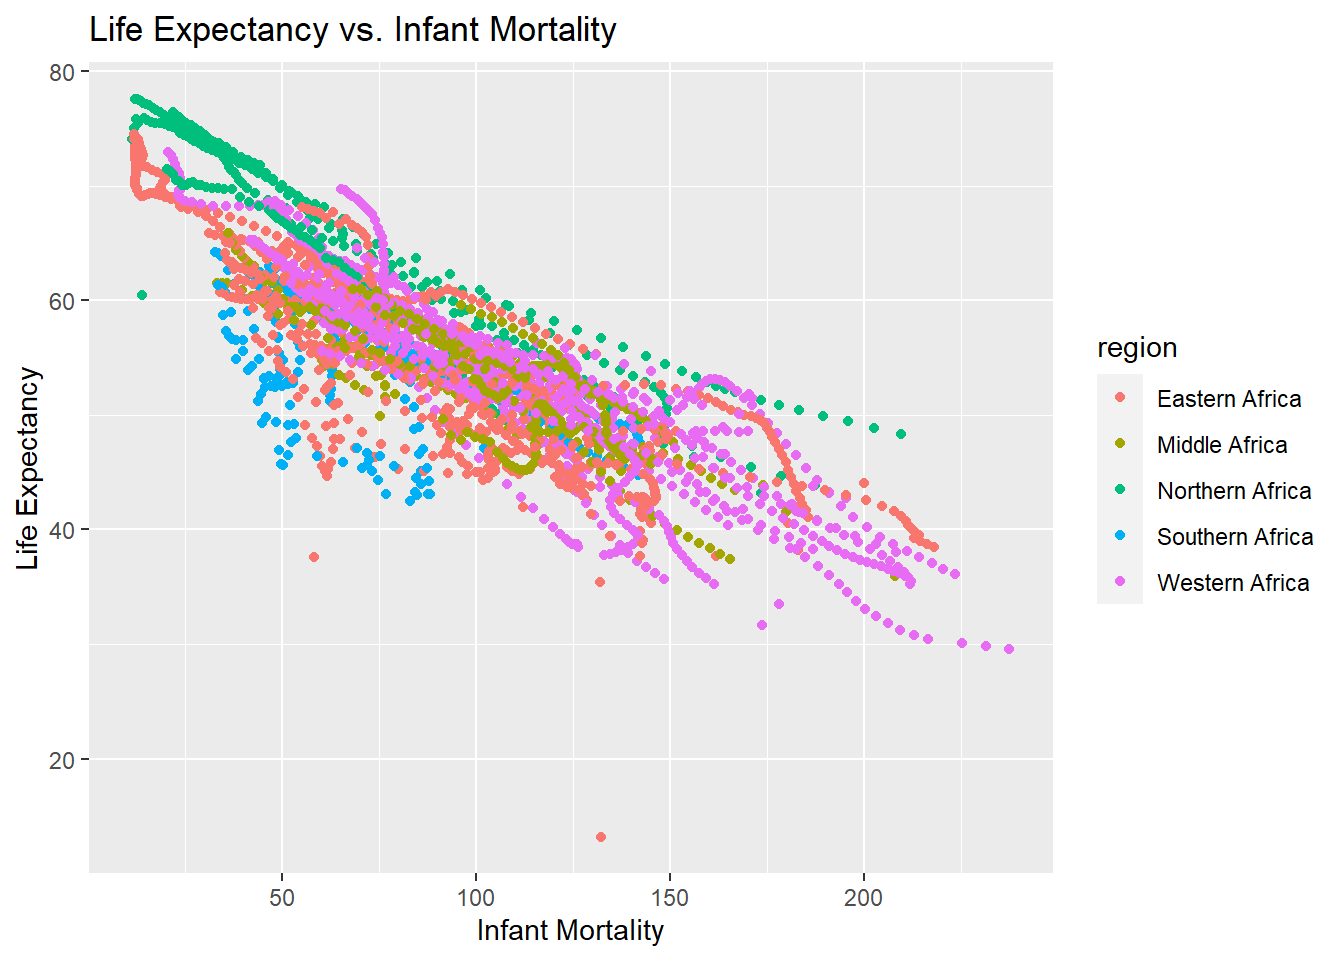 Life Expectancy vs. Infant Mortality
80
60
40
20
Life Expectancy
50
100
150
200
Infant Mortality
region
Eastern Africa
Middle Africa
Northern Africa
Southern Africa
Western Africa